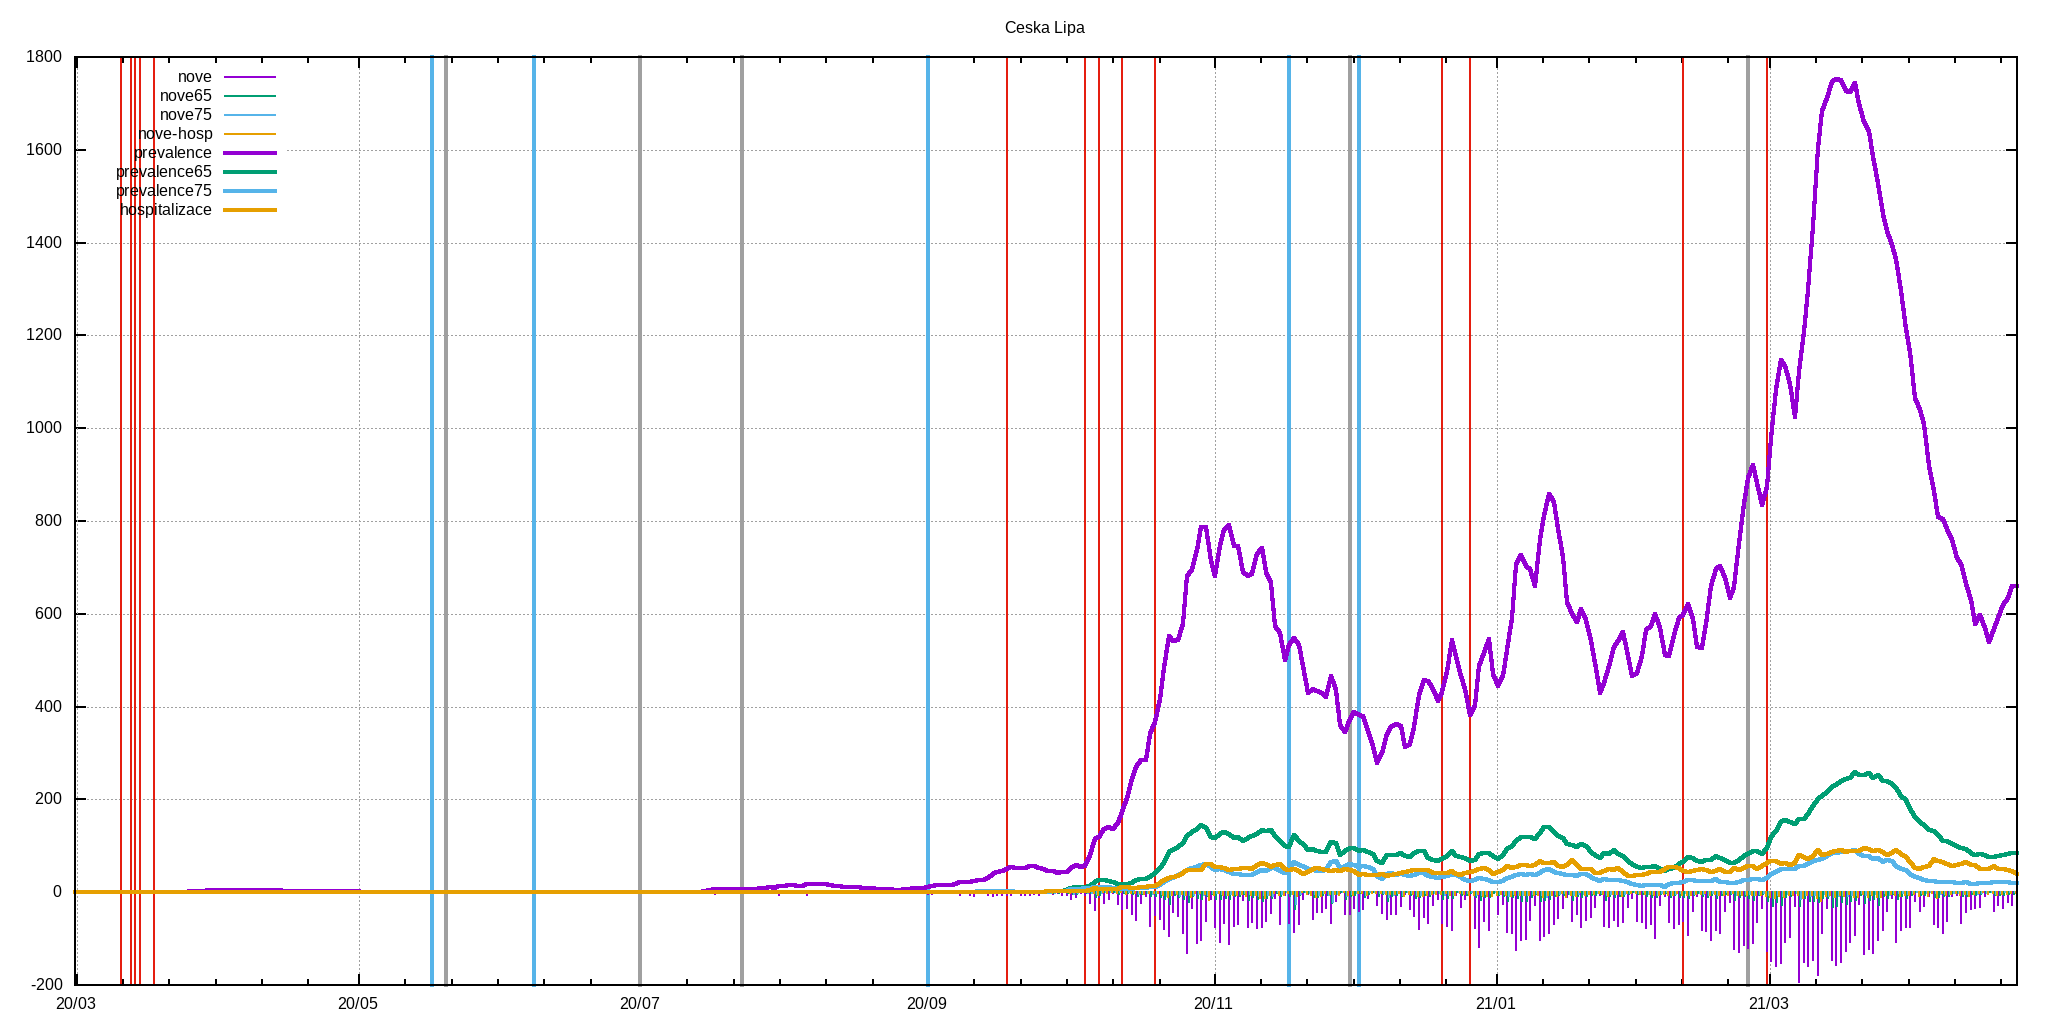 Ceska Lipa
1800
1600
1400
1200
1000
800
600
400
200
0
-200
nove
nove65
nove75
nove-hosp
prevalence
prevalence65
prevalence75
hospitalizace
20/03 20/05 20/07 20/09 20/11 21/01 21/03